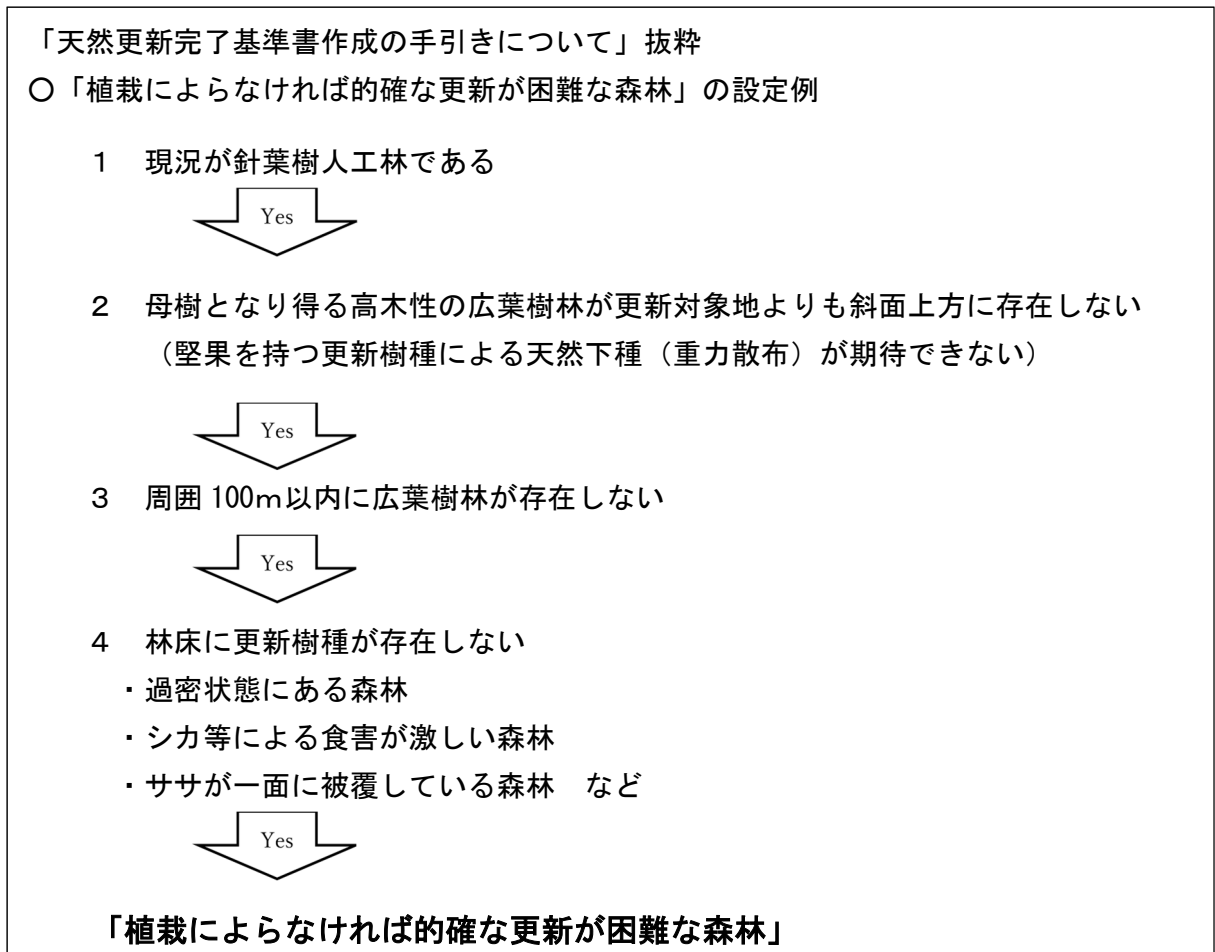 「天然更新完了基準書作成の手引きについて」抜粋
〇「植栽によらなければ的確な更新が困難な森林」の設定例
１　現況が針葉樹人工林である
Yes
２　母樹となり得る高木性の広葉樹林が更新対象地よりも斜面上方に存在しない
（堅果を持つ更新樹種による天然下種（重力散布）が期待できない）
Yes
３　周囲 100ｍ以内に広葉樹林が存在しない
Yes
４　林床に更新樹種が存在しない
・過密状態にある森林
・シカ等による食害が激しい森林
・ササが一面に被覆している森林　など
Yes
「植栽によらなければ的確な更新が困難な森林」